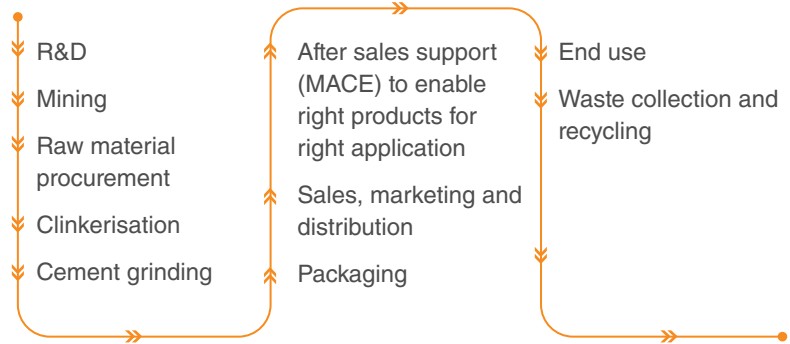 R&D
Mining
Raw material
procurement
Clinkerisation
Cement grinding
After sales support
(MACE) to enable
right products for
right application
Sales, marketing and
distribution
Packaging
End use
Waste collection and
recycling